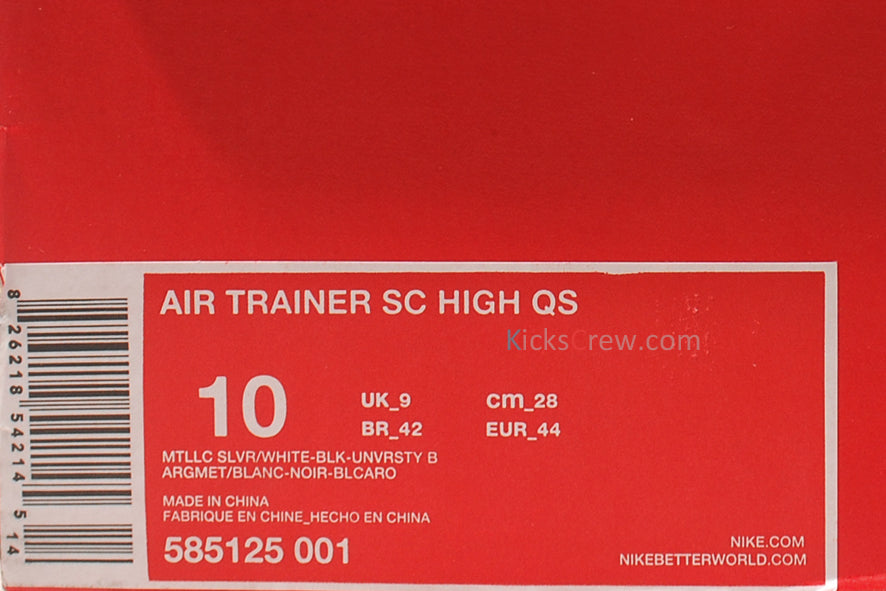 AIR TRAINER SC HIGH QS
KicksCrew.com
10
UK_9 cm_28
BR_42 EUR_44
MTLLC SLVR/WHITE-BLK-UNVRSTY B
ARGMET/BLANC-NOIR-BLCARO
MADE IN CHINA
FABRIQUE EN CHINE_HECHO EN CHINA
585125 001
NIKE.COM
NIKEBETTERWORLD.COM
8 26218 54214 5 14